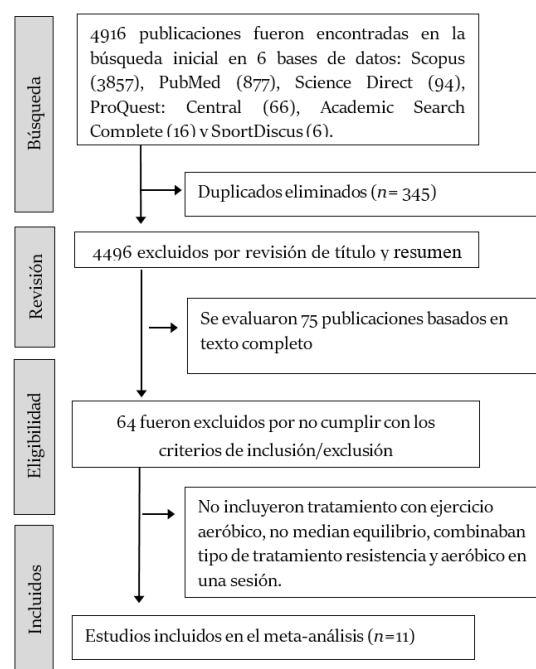 Búsqueda
4916 publicaciones fueron encontradas en la
búsqueda inicial en 6 bases de datos: Scopus
(3857), PubMed (877), Science Direct (94),
ProQuest: Central (66), Academic Search
Complete (16) y SportDiscus (6).
Duplicados eliminados (n= 345)
Revisión
4496 excluidos por revisión de título y resumen
Se evaluaron 75 publicaciones basados en
texto completo
Eligibilidad
64 fueron excluidos por no cumplir con los
criterios de inclusión/exclusión
No incluyeron tratamiento con ejercicio
aeróbico, no median equilibrio, combinaban
tipo de tratamiento resistencia y aeróbico en
una sesión.
Incluidos
Estudios incluidos en el meta-análisis (n=11)